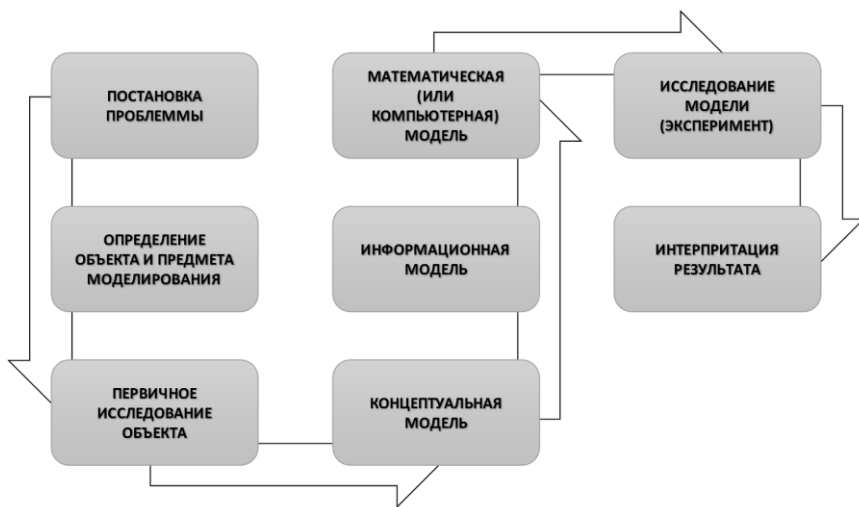 ПОСТАНОВКА
ПРОБЛЕММЫ
ОПРЕДЕЛЕНИЕ
ОБЪЕКТА И ПРЕДМЕТА
МОДЕЛИРОВАНИЯ
ПЕРВИЧНОЕ
ИССЛЕДОВАНИЕ
ОБЪЕКТА
КОНЦЕПТУАЛЬНАЯ
МОДЕЛЬ
ИНФОРМАЦИОННАЯ
МОДЕЛЬ
МАТЕМАТИЧЕСКАЯ
(ИЛИ
КОМПЬЮТЕРНАЯ)
МОДЕЛЬ
ИССЛЕДОВАНИЕ
МОДЕЛИ
(ЭКСПЕРИМЕНТ)
ИНТЕРПРИТАЦИЯ
РЕЗУЛЬТАТА